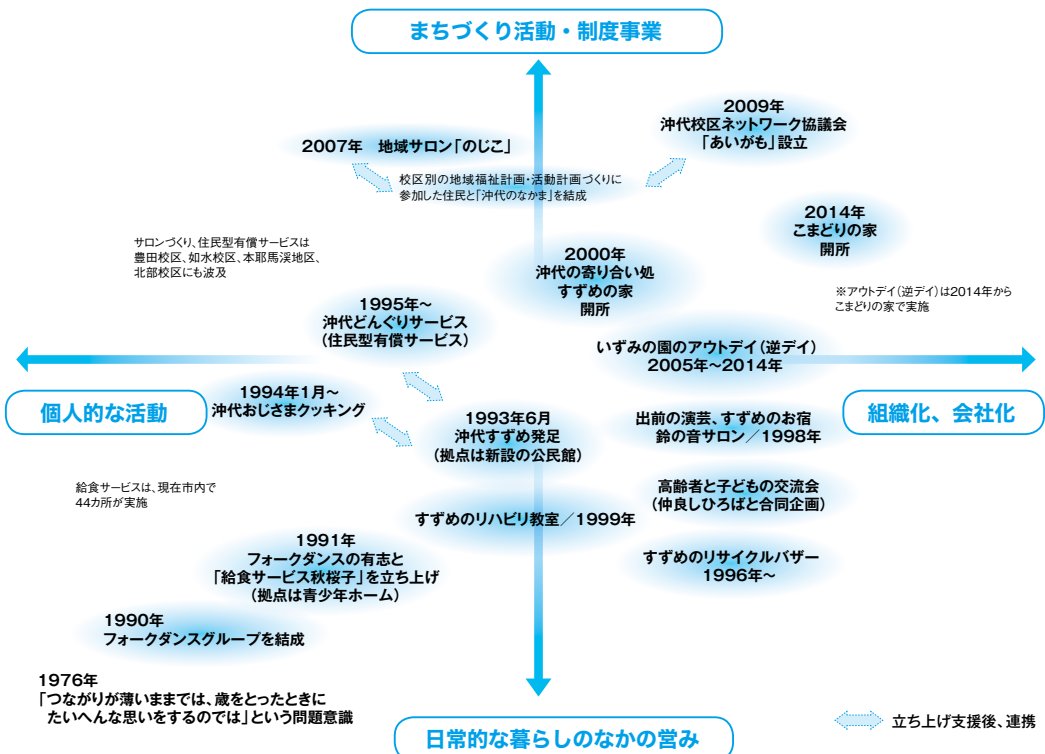 まちづくり活動・制度事業
2009年
沖代校区ネットワーク協議会
「あいがも」設立
2007年　地域サロン「のじこ」
校区別の地域福祉計画・活動計画づくりに
参加した住民と「沖代のなかま」を結成
2014年
こまどりの家
開所
サロンづくり、住民型有償サービスは
豊田校区、如水校区、本耶馬渓地区、
北部校区にも波及
2000年
沖代の寄り合い処
すずめの家
開所
※アウトデイ（逆デイ）は2014年から
こまどりの家で実施
1995年～
沖代どんぐりサービス
（住民型有償サービス）
いずみの園のアウトデイ（逆デイ）
2005年～2014年
個人的な活動
組織化、会社化
1994年1月～
沖代おじさまクッキング
1993年6月
沖代すずめ発足
（拠点は新設の公民館）
出前の演芸、すずめのお宿
鈴の音サロン／1998年
給食サービスは、現在市内で
44カ所が実施
高齢者と子どもの交流会
（仲良しひろばと合同企画）
すずめのリハビリ教室／1999年
1991年
フォークダンスの有志と
「給食サービス秋桜子」を立ち上げ
（拠点は青少年ホーム）
すずめのリサイクルバザー
1996年～
1990年
フォークダンスグループを結成
1976年
「つながりが薄いままでは、歳をとったときに
たいへんな思いをするのでは」という問題意識
立ち上げ支援後、連携
日常的な暮らしのなかの営み